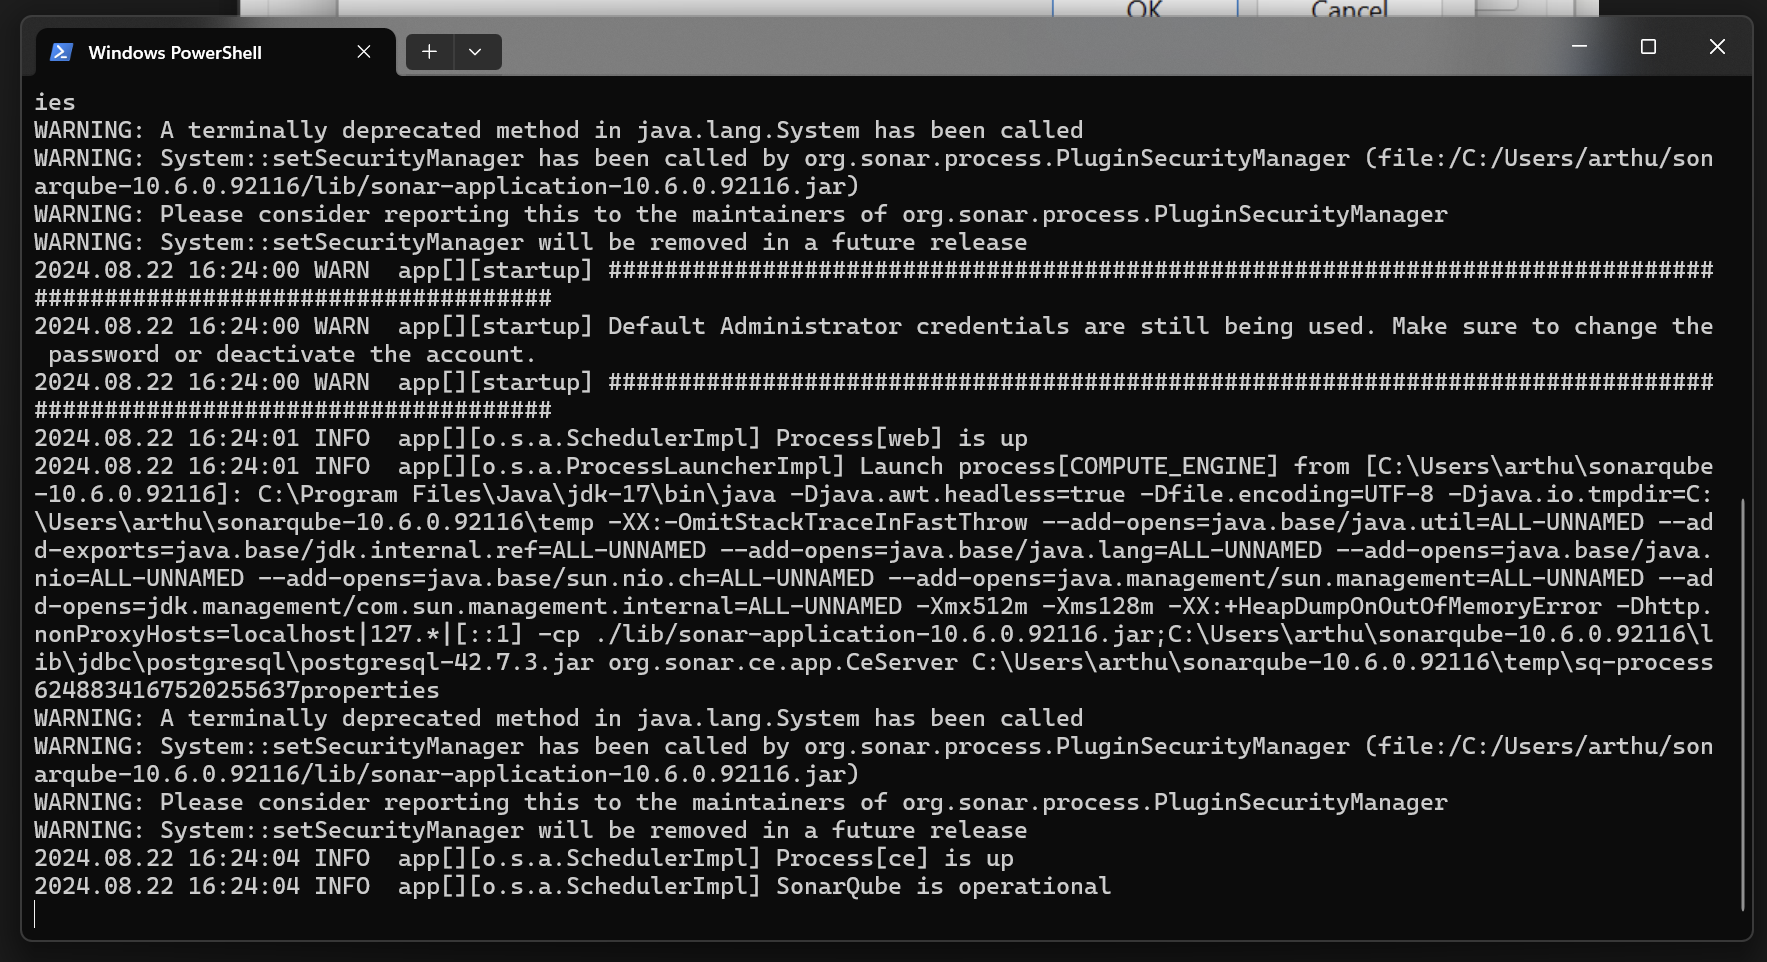 OK
Cancel
Windows PowerShell
ies
WARNING: A terminally deprecated method in java.lang.System has been called
WARNING: System::setSecurityManager has been called by org.sonar.process.PluginSecurityManager (file:/C:/Users/arthu/son
arqube-10.6.0.92116/lib/sonar-application-10.6.0.92116.jar)
WARNING: Please consider reporting this to the maintainers of org.sonar.process.PluginSecurityManager
WARNING: System::setSecurityManager will be removed in a future release
2024.08.22 16:24:00 WARN  app[][startup] ###############################################################################
#####################################
2024.08.22 16:24:00 WARN  app[][startup] Default Administrator credentials are still being used. Make sure to change the
 password or deactivate the account.
2024.08.22 16:24:00 WARN  app[][startup] ###############################################################################
#####################################
2024.08.22 16:24:01 INFO  app[][o.s.a.SchedulerImpl] Process[web] is up
2024.08.22 16:24:01 INFO  app[][o.s.a.ProcessLauncherImpl] Launch process[COMPUTE_ENGINE] from [C:\Users\arthu\sonarqube
-10.6.0.92116]: C:\Program Files\Java\jdk-17\bin\java -Djava.awt.headless=true -Dfile.encoding=UTF-8 -Djava.io.tmpdir=C:
\Users\arthu\sonarqube-10.6.0.92116\temp -XX:-OmitStackTraceInFastThrow --add-opens=java.base/java.util=ALL-UNNAMED --ad
d-exports=java.base/jdk.internal.ref=ALL-UNNAMED --add-opens=java.base/java.lang=ALL-UNNAMED --add-opens=java.base/java.
nio=ALL-UNNAMED --add-opens=java.base/sun.nio.ch=ALL-UNNAMED --add-opens=java.management/sun.management=ALL-UNNAMED --ad
d-opens=jdk.management/com.sun.management.internal=ALL-UNNAMED -Xmx512m -Xms128m -XX:+HeapDumpOnOutOfMemoryError -Dhttp.
nonProxyHosts=localhost|127.*|[::1] -cp ./lib/sonar-application-10.6.0.92116.jar;C:\Users\arthu\sonarqube-10.6.0.92116\l
ib\jdbc\postgresql\postgresql-42.7.3.jar org.sonar.ce.app.CeServer C:\Users\arthu\sonarqube-10.6.0.92116\temp\sq-process
6248834167520255637properties
WARNING: A terminally deprecated method in java.lang.System has been called
WARNING: System::setSecurityManager has been called by org.sonar.process.PluginSecurityManager (file:/C:/Users/arthu/son
arqube-10.6.0.92116/lib/sonar-application-10.6.0.92116.jar)
WARNING: Please consider reporting this to the maintainers of org.sonar.process.PluginSecurityManager
WARNING: System::setSecurityManager will be removed in a future release
2024.08.22 16:24:04 INFO  app[][o.s.a.SchedulerImpl] Process[ce] is up
2024.08.22 16:24:04 INFO  app[][o.s.a.SchedulerImpl] SonarQube is operational